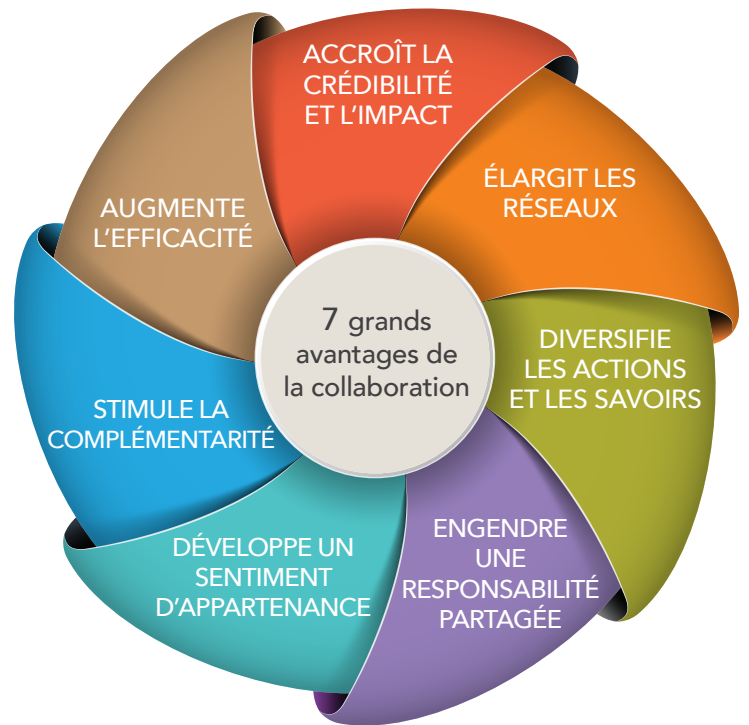 ACCROÎT LA
CRÉDIBILITÉ
ET L'IMPACT
ÉLARGIT LES
RÉSEAUX
DIVERSIFIE
LES ACTIONS
ET LES SAVOIRS
ENGENDRE
UNE
RESPONSABILITÉ
PARTAGÉE
DÉVELOPPE UN
SENTIMENT
D'APPARTENANCE
STIMULE LA
COMPLÉMENTARITÉ
AUGMENTE
L'EFFICACITÉ
7 grands
avantages de
la collaboration